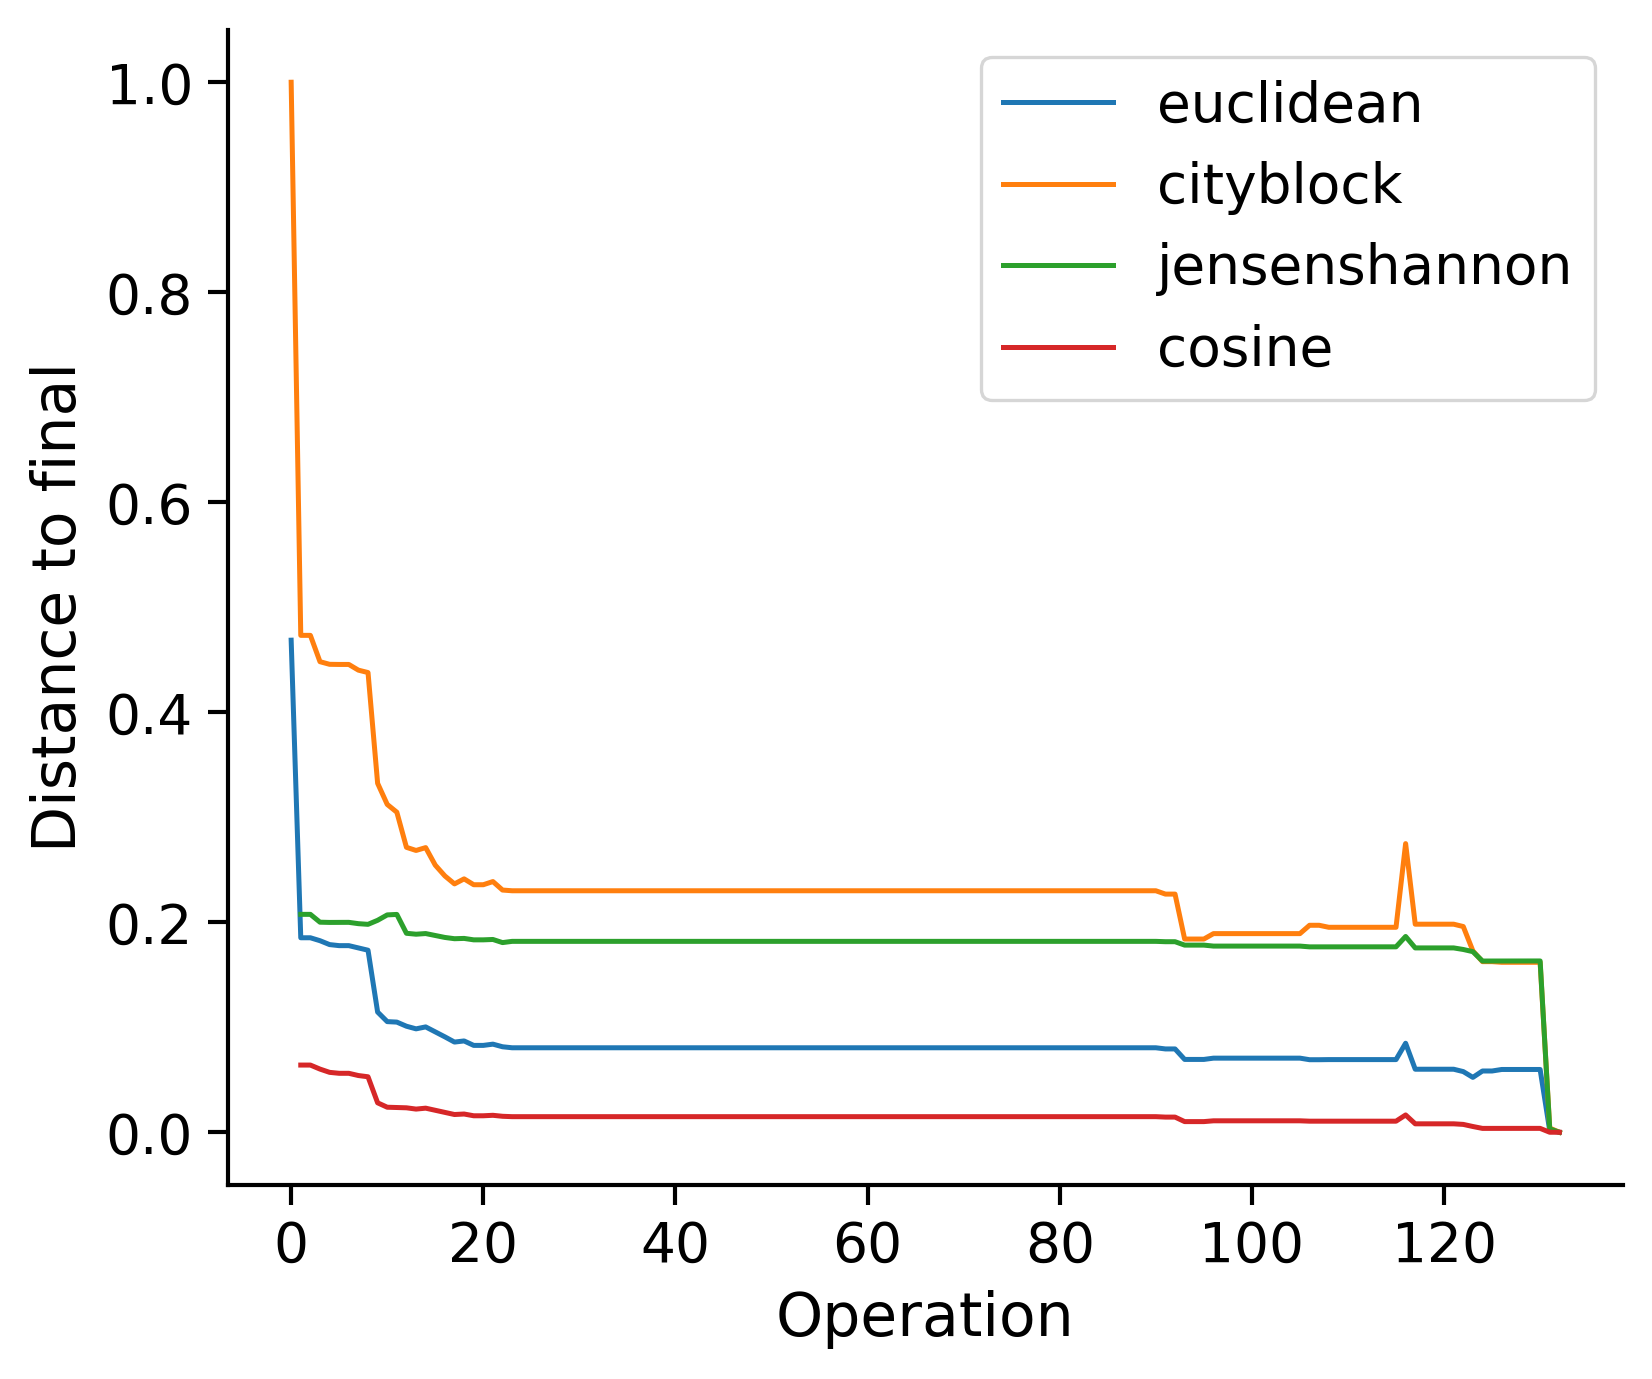 1.0
0.8
0.6
0.4
0.2
0.0
Distance to final
0 20 40 60 80 100 120
Operation
euclidean
cityblock
jensenshannon
cosine